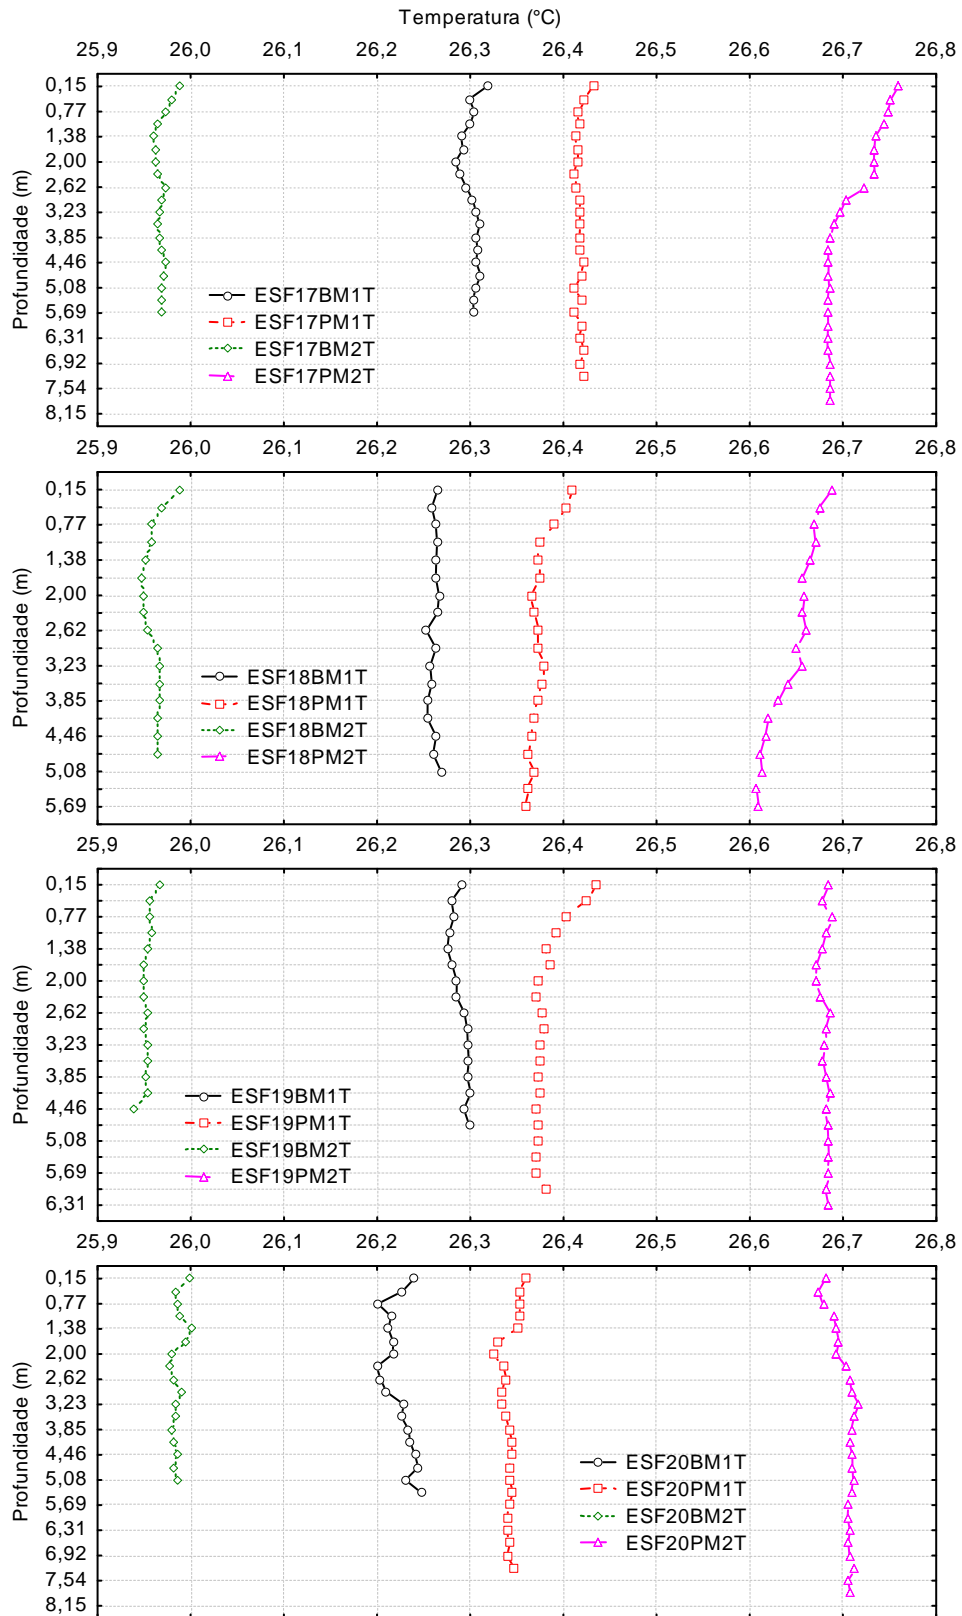 Temperatura (°C)
25,9 26,0 26,1 26,2 26,3 26,4 26,5 26,6 26,7 26,8
Profundidade (m)
0,15
0,77
1,38
2,00
2,62
3,23
3,85
4,46
5,08
5,69
6,31
6,92
7,54
8,15
ESF17BM1T
ESF17PM1T
ESF17BM2T
ESF17PM2T
25,9 26,0 26,1 26,2 26,3 26,4 26,5 26,6 26,7 26,8
Profundidade (m)
0,15
0,77
1,38
2,00
2,62
3,23
3,85
4,46
5,08
5,69
ESF18BM1T
ESF18PM1T
ESF18BM2T
ESF18PM2T
25,9 26,0 26,1 26,2 26,3 26,4 26,5 26,6 26,7 26,8
Profundidade (m)
0,15
0,77
1,38
2,00
2,62
3,23
3,85
4,46
5,08
5,69
6,31
ESF19BM1T
ESF19PM1T
ESF19BM2T
ESF19PM2T
25,9 26,0 26,1 26,2 26,3 26,4 26,5 26,6 26,7 26,8
Profundidade (m)
0,15
0,77
1,38
2,00
2,62
3,23
3,85
4,46
5,08
5,69
6,31
6,92
7,54
8,15
ESF20BM1T
ESF20PM1T
ESF20BM2T
ESF20PM2T